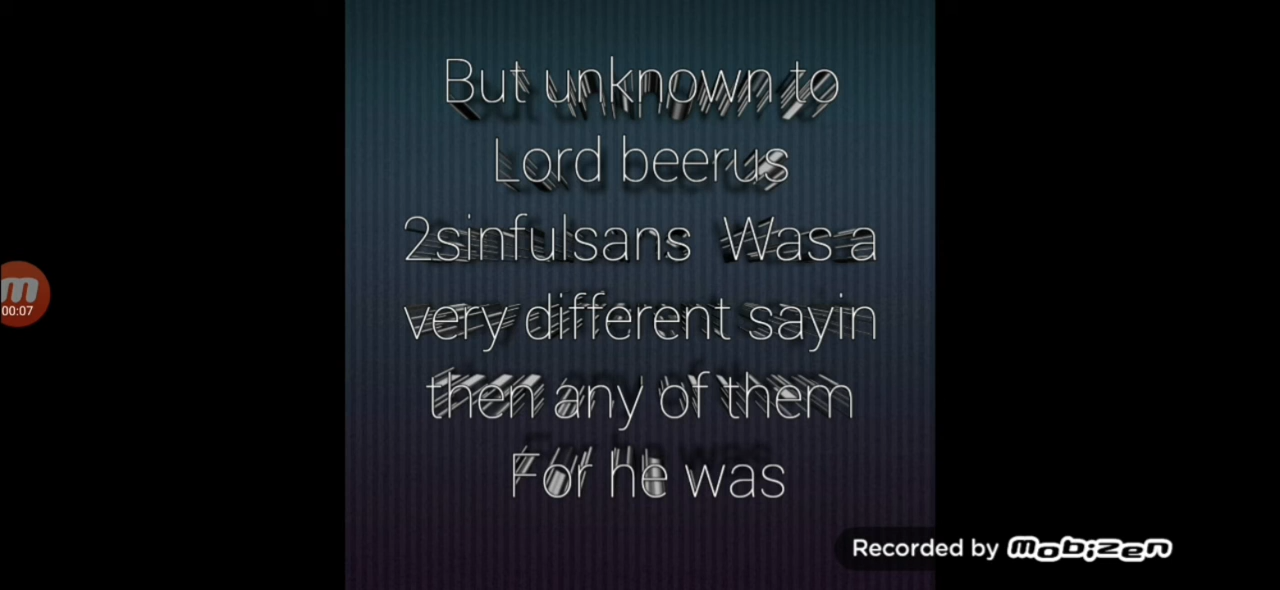 But unknown to
Lord beerus
2sinfulsans Was a
very different sayin
then any of them
For he was
00:07
Recorded by mobizen